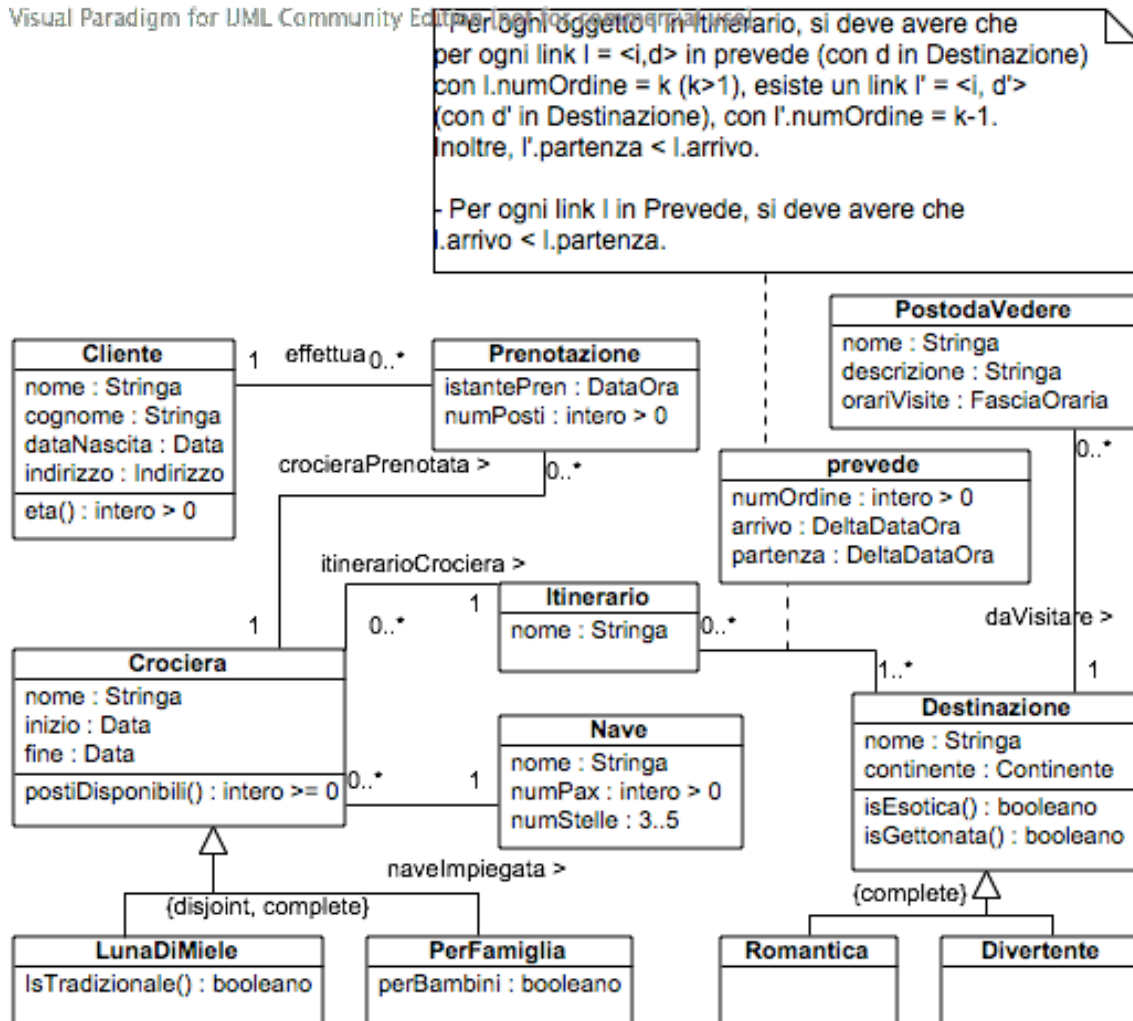 Visual Paradigm for UML Community Edition [not for commercial use]
- Per ogni oggetto i in Itinerario, si deve avere che
per ogni link l = <i,d> in prevede (con d in Destinazione)
con l.numOrdine = k (k>1), esiste un link l' = <i, d'>
(con d' in Destinazione), con l'.numOrdine = k-1.
Inoltre, l'.partenza < l.arrivo.
- Per ogni link l in Prevede, si deve avere che
l.arrivo < l.partenza.
PostodaVedere
nome : Stringa
descrizione : Stringa
orariVisite : FasciaOraria
Cliente
nome : Stringa
cognome : Stringa
dataNascita : Data
indirizzo : Indirizzo
eta() : intero > 0
1
effettua
0..*
Prenotazione
istantePren : DataOra
numPosti : intero > 0
crocieraPrenotata >
0..*
1
prevede
numOrdine : intero > 0
arrivo : DeltaDataOra
partenza : DeltaDataOra
0..*
daVisitare >
1
itinerarioCrociera >
0..*
1
Itinerario
nome : Stringa
0..*
1..*
Crociera
nome : Stringa
inizio : Data
fine : Data
postiDisponibili() : intero >= 0
0..*
1
naveImpiegata >
Nave
nome : Stringa
numPax : intero > 0
numStelle : 3..5
Destinazione
nome : Stringa
continente : Continente
isEsotica() : booleano
isGettonata() : booleano
{disjoint, complete}
{complete}
LunaDiMiele
IsTradizionale() : booleano
PerFamiglia
perBambini : booleano
Romantica
Divertente